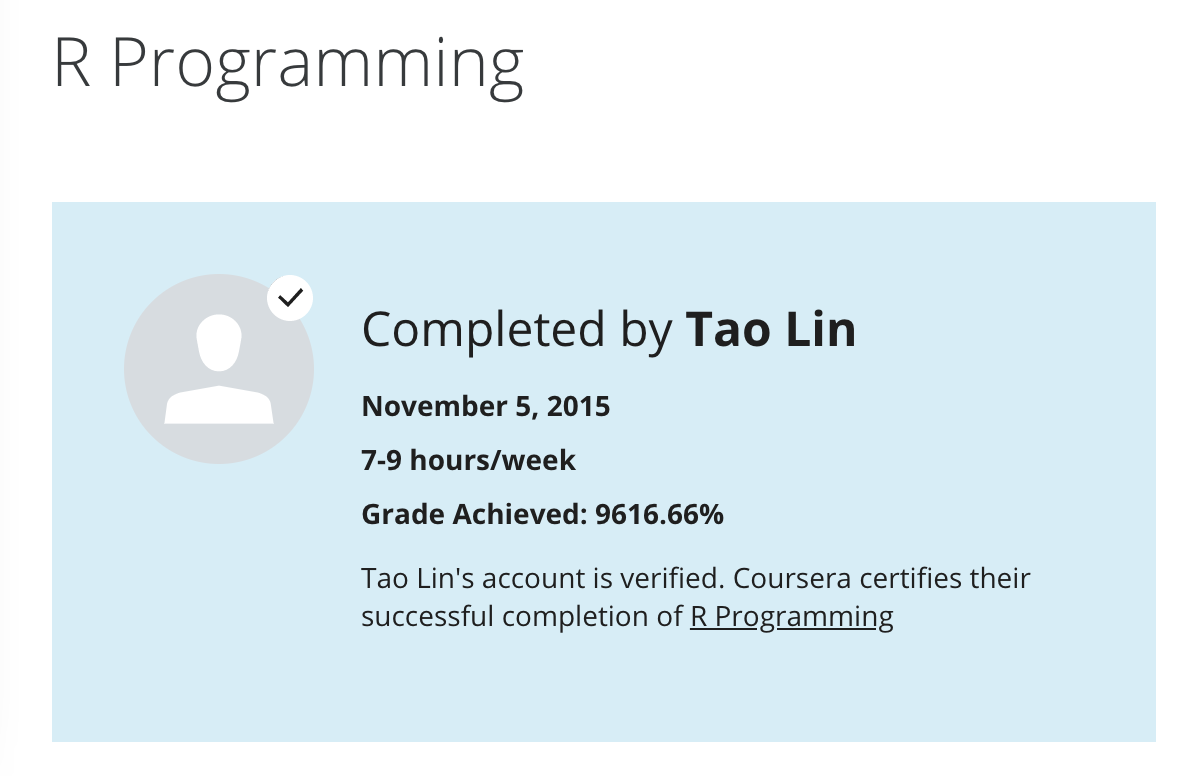 R Programming
Completed by Tao Lin
November 5, 2015
7-9 hours/week
Grade Achieved: 9616.66%
Tao Lin's account is verified. Coursera certifies their
successful completion of R Programming